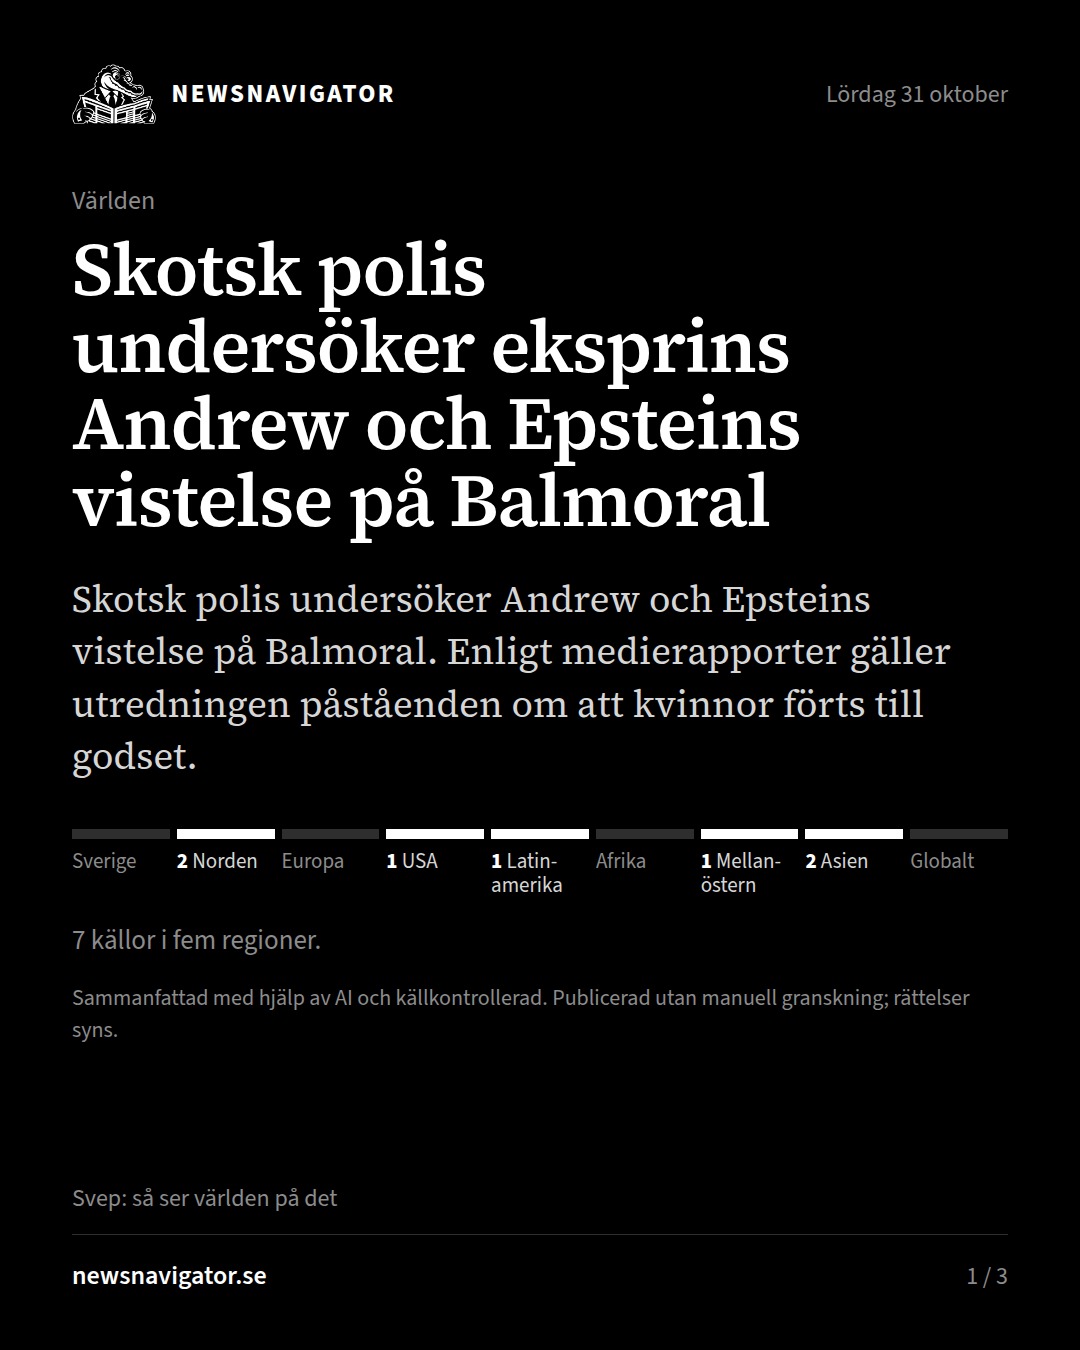 NEWSNAVIGATOR
Lördag 31 oktober
Världen
Skotsk polis
undersöker eksprins
Andrew och Epsteins
vistelse på Balmoral
Skotsk polis undersöker Andrew och Epsteins
vistelse på Balmoral. Enligt medierapporter gäller
utredningen påståenden om att kvinnor förts till
godset.
Sverige
2 Norden
Europa
1 USA
1 Latin-
amerika
Afrika
1 Mellan-
östern
2 Asien
Globalt
7 källor i fem regioner.
Sammanfattad med hjälp av AI och källkontrollerad. Publicerad utan manuell granskning; rättelser
syns.
Svep: så ser världen på det
newsnavigator.se
1 / 3